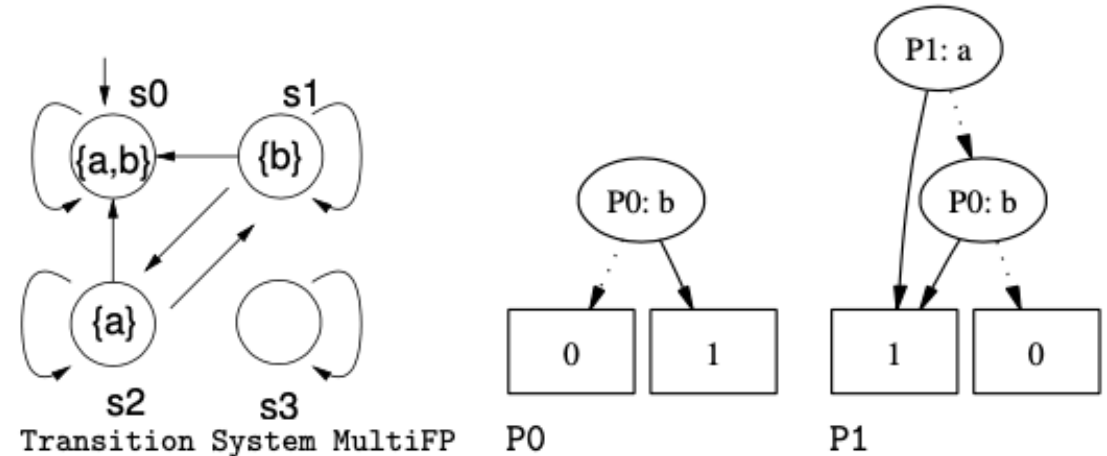 s0
s1
{a,b}
{b}
{a}
s2
s3
Transition System MultiFP
P0: b
0
1
P0
P1: a
P0: b
1
0
P1